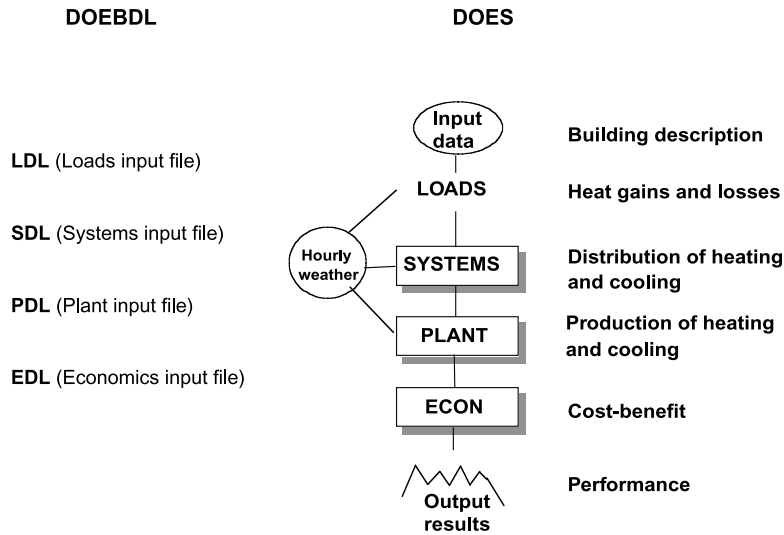 DOEBDL
DOES
Input
data
Building description
LDL (Loads input file)
LOADS
Heat gains and losses
SDL (Systems input file)
Hourly
weather
SYSTEMS
Distribution of heating
and cooling
PDL (Plant input file)
PLANT
Production of heating
and cooling
EDL (Economics input file)
ECON
Cost-benefit
Output
results
Performance